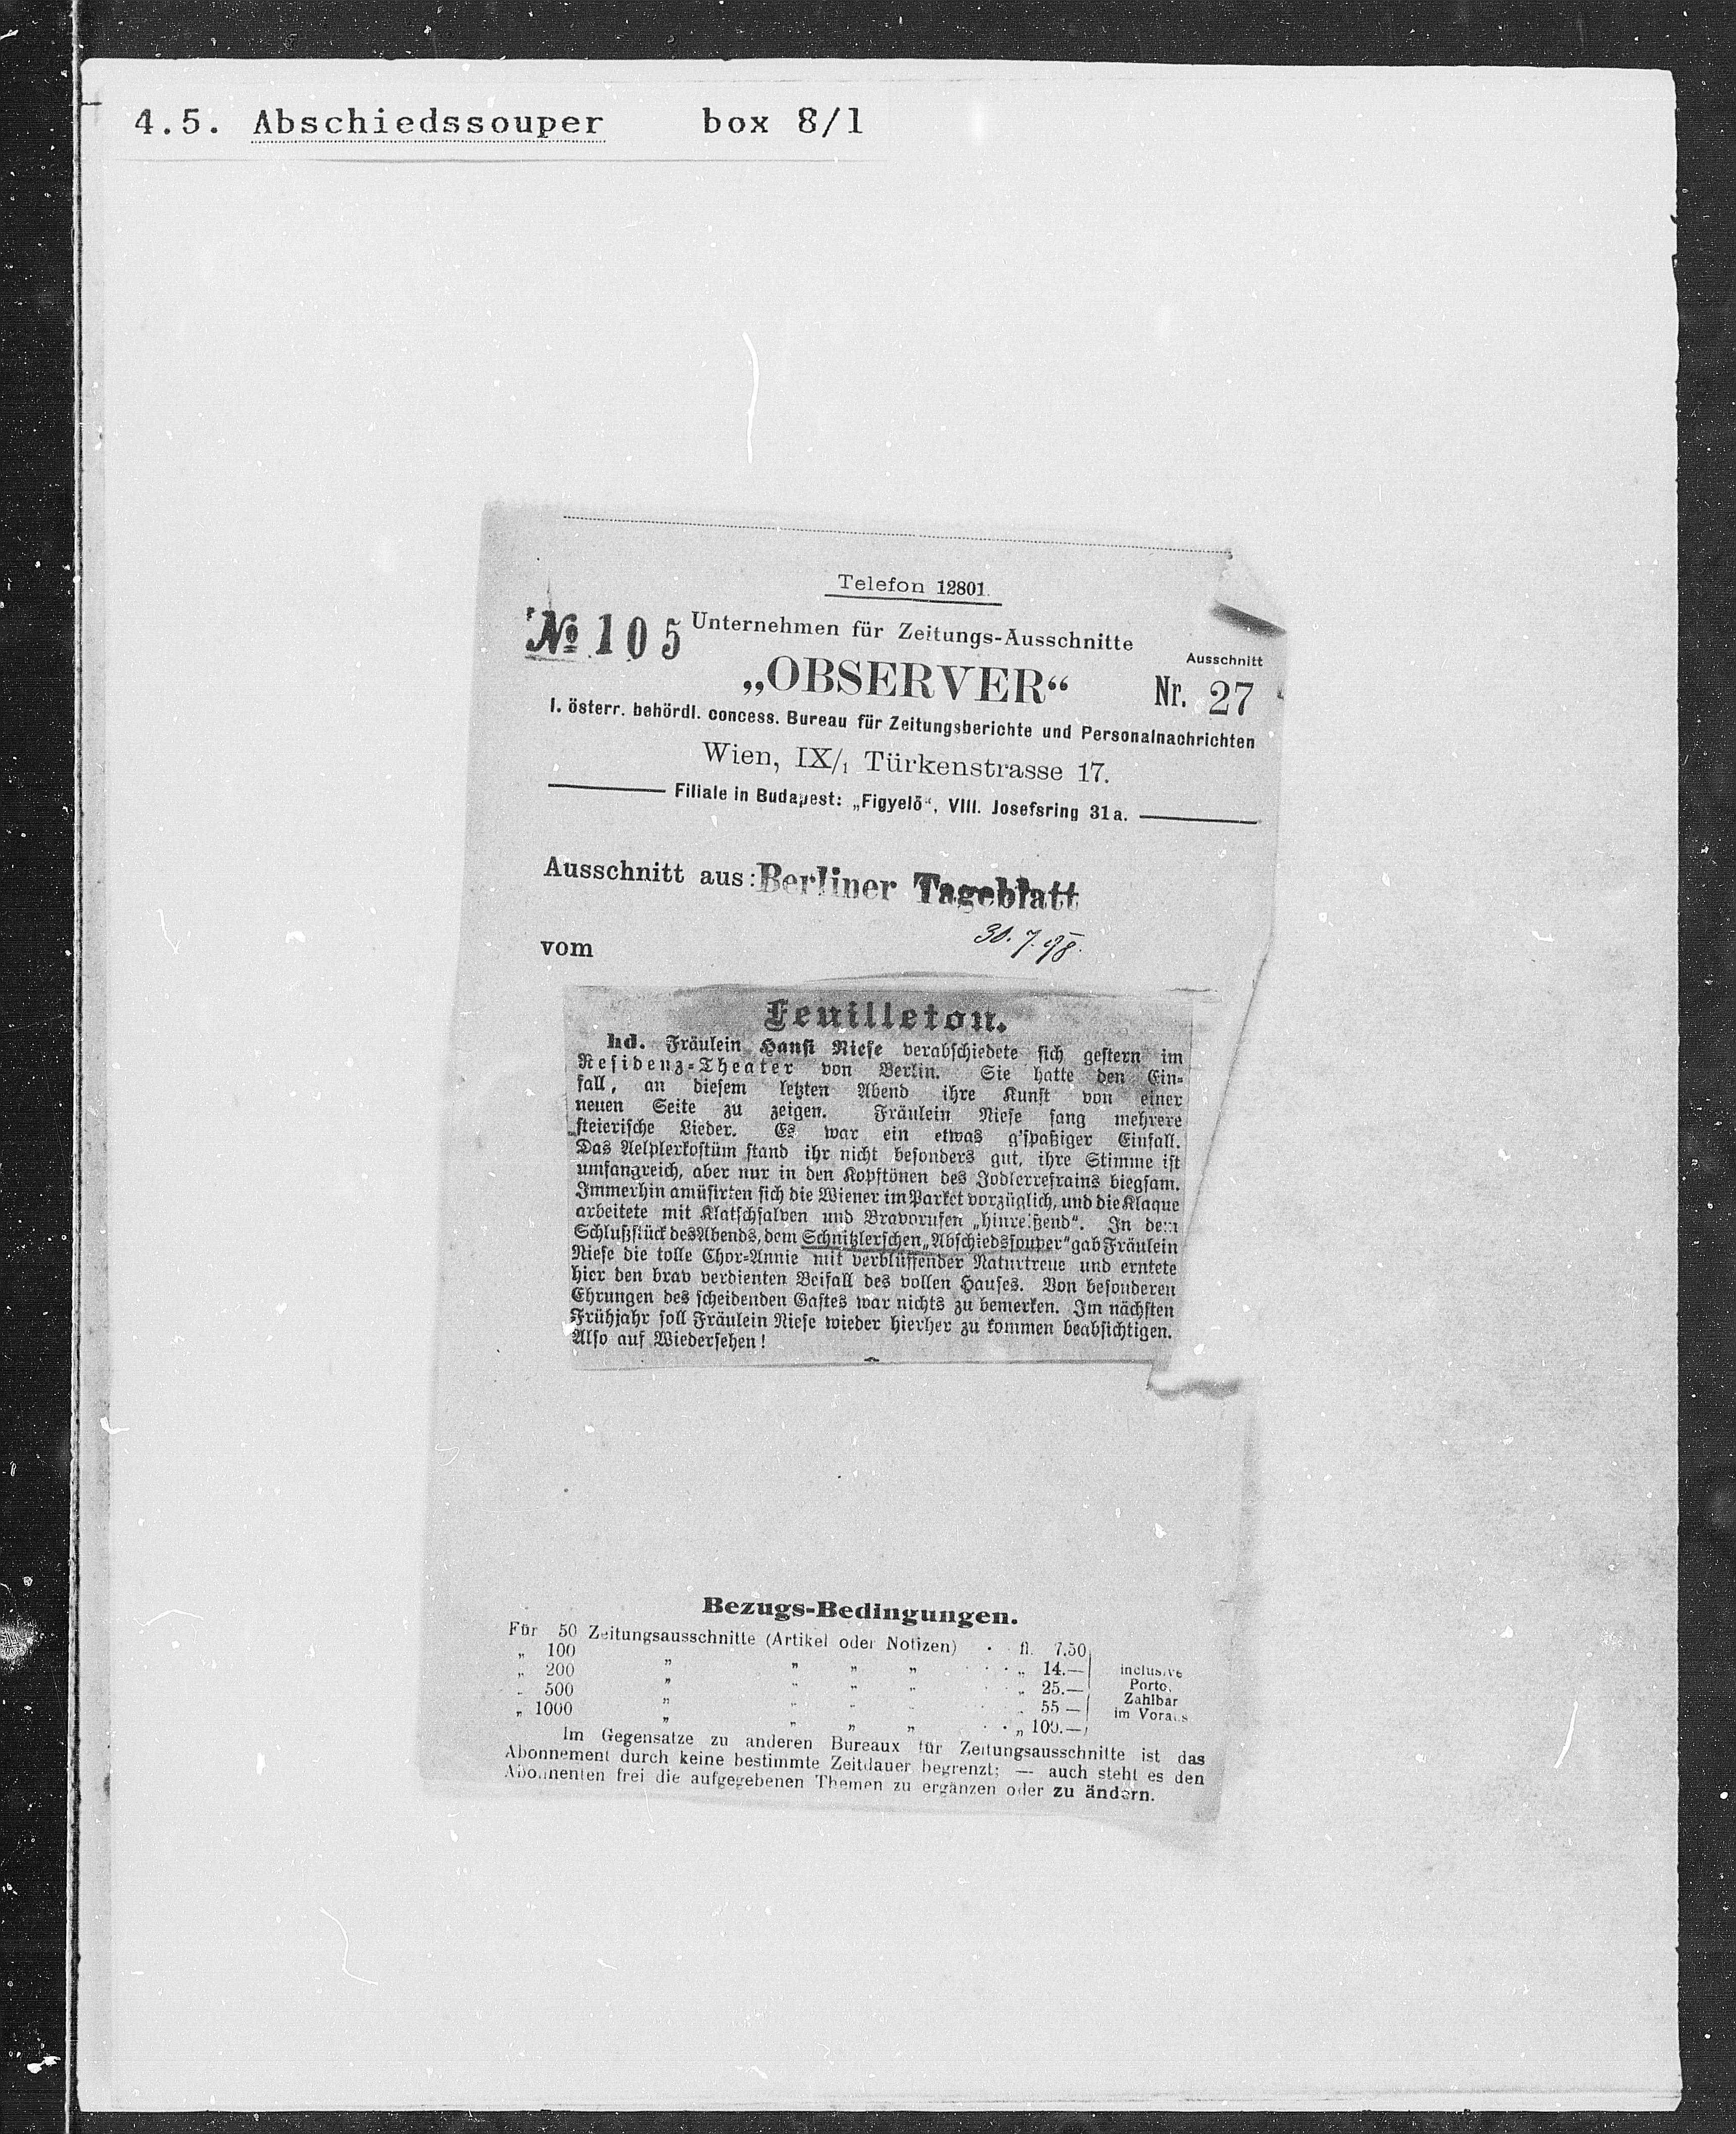 4.5. Abschiedssouper box 8/1
Telefon 12801.
№ 105
Unternehmen für Zeitungs-Ausschnitte
Ausschnitt
„OBSERVER“
Nr. 27
I. österr. behördl. concess. Bureau für Zeitungsberichte und Personalnachrichten
Wien, IX/1 Türkenstrasse 17.
Filiale in Budapest: „Figyelő“, VIII. Josefsring 31a.
Ausschnitt aus: Berliner Tageblatt
vom 30. 7. 98.
Feuilleton.
hd. Fräulein Hansi Niese verabschiedete sich gestern im
Residenz-Theater von Berlin. Sie hatte den Ein-
fall, an diesem letzten Abend ihre Kunst von einer
neuen Seite zu zeigen. Fräulein Niese sang mehrere
steierische Lieder. Es war ein etwas g'spaßiger Einfall.
Das Aelplerkostüm stand ihr nicht besonders gut, ihre Stimme ist
umfangreich, aber nur in den Kopftönen des Jodlerrefrains biegsam.
Immerhin amüsirten sich die Wiener im Parket vorzüglich, und die Klaque
arbeitete mit Klatschsalven und Bravorufen „hinreißend“. In dem
Schlußstück des Abends, dem Schnitzlerschen „Abschiedssouper“ gab Fräulein
Niese die tolle Chor-Annie mit verblüffender Naturtreue und erntete
hier den brav verdienten Beifall des vollen Hauses. Von besonderen
Ehrungen des scheidenden Gastes war nichts zu bemerken. Im nächsten
Frühjahr soll Fräulein Niese wieder hierher zu kommen beabsichtigen.
Also auf Wiedersehen!
Bezugs-Bedingungen.
Für 50 Zeitungsausschnitte (Artikel oder Notizen) . . fl. 7.50
„ 100 „ „ „ „ . . „ 14.— inclusive
„ 200 „ „ „ „ . . „ 25.— Porto.
„ 500 „ „ „ „ . . „ 55 — Zahlbar
„ 1000 „ „ „ „ . . „ 100.— im Voraus
Im Gegensatze zu anderen Bureaux für Zeitungsausschnitte ist das
Abonnement durch keine bestimmte Zeitdauer begrenzt; — auch steht es den
Abonnenten frei die aufgegebenen Themen zu ergänzen oder zu ändern.